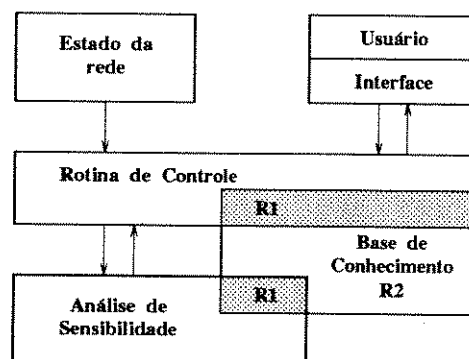 Estado da
rede
Usuário
Interface
Rotina de Controle
R1
Base de
Conhecimento
R2
R1
Análise de
Sensibilidade